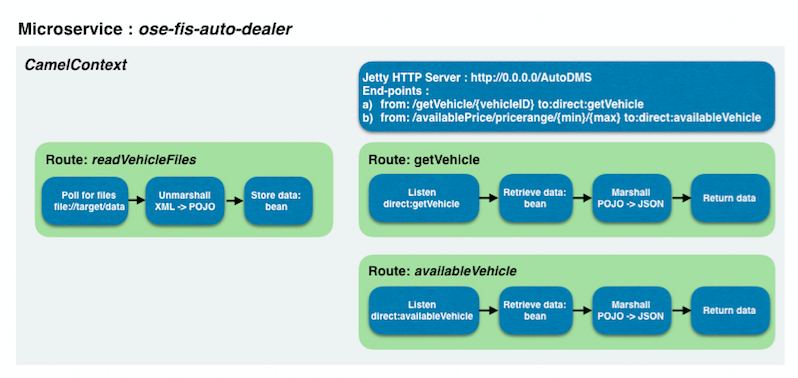 Microservice : ose-fis-auto-dealer
CamelContext
Jetty HTTP Server : http://0.0.0.0/AutoDMS
End-points :
a) from: /getVehicle/{vehicleID} to:direct:getVehicle
b) from: /availablePrice/pricerange/{min}/{max} to:direct:availableVehicle
Route: readVehicleFiles
Poll for files
file://target/data
Unmarshall
XML -> POJO
Store data:
bean
Route: getVehicle
Listen
direct:getVehicle
Retrieve data:
bean
Marshall
POJO -> JSON
Return data
Route: availableVehicle
Listen
direct:availableVehicle
Retrieve data:
bean
Marshall
POJO -> JSON
Return data